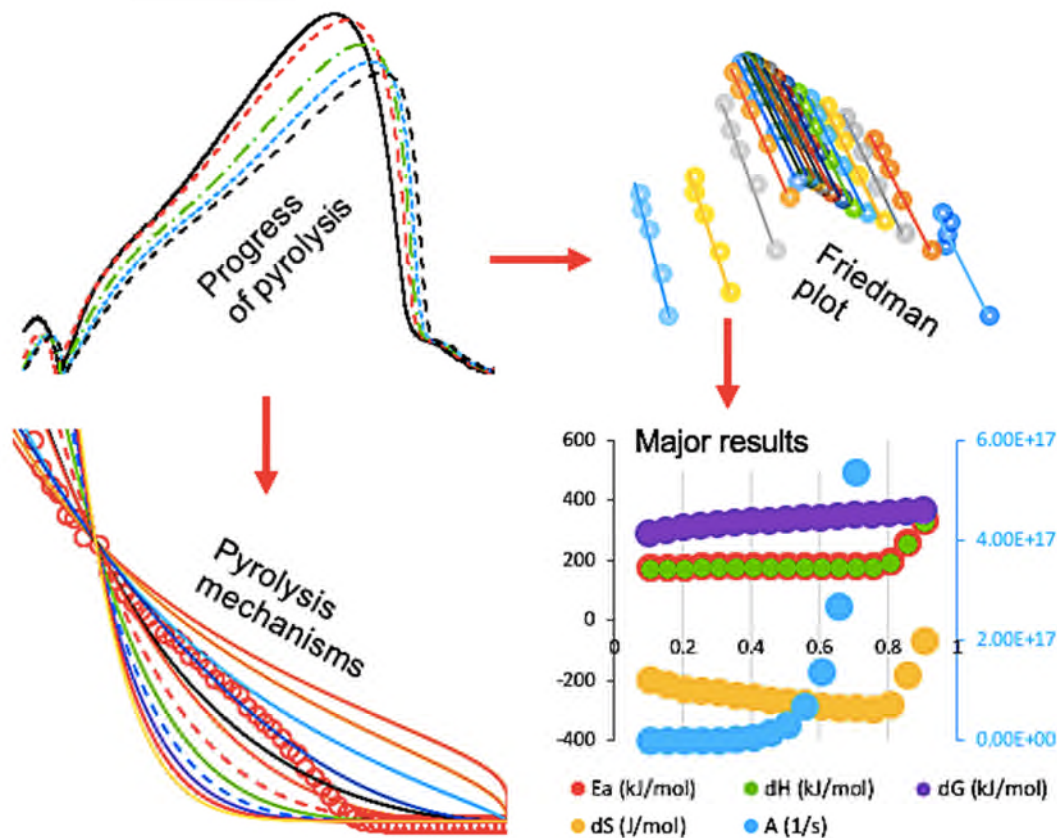 Progress
of pyrolysis
Friedman
plot
Pyrolysis
mechanisms
Major results
600
400
200
0
-200
-400
0
0.2
0.4
0.6
0.8
1
6.00E+17
4.00E+17
2.00E+17
0.00E+00
Ea (kJ/mol)
dH (kJ/mol)
dG (kJ/mol)
dS (J/mol)
A (1/s)